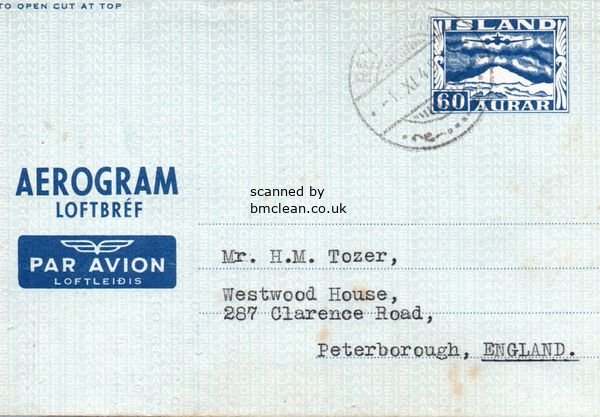 TO OPEN CUT AT TOP
ISLAND
60 AURAR
AEROGRAM
LOFTBRÉF
scanned by
bmclean.co.uk
PAR AVION
LOFTLEIÐIS
Mr. H.M. Tozer,
Westwood House,
287 Clarence Road,
Peterborough, ENGLAND.